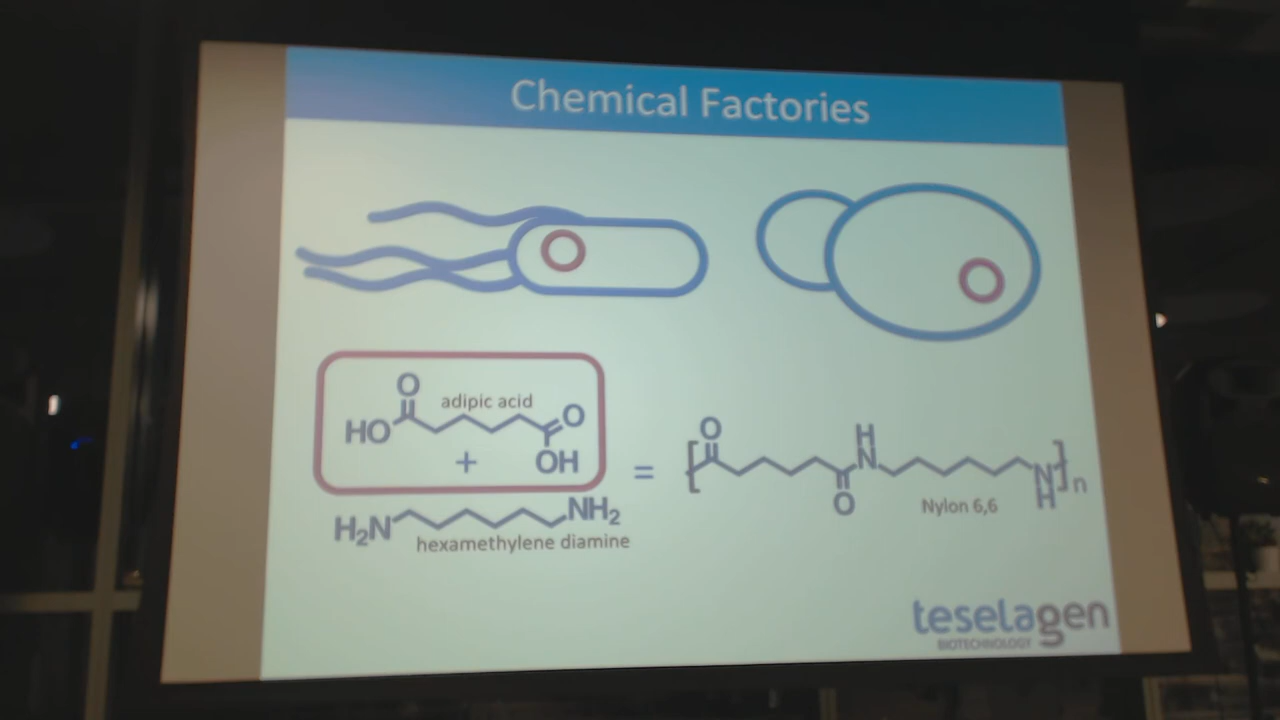 Chemical Factories
O
adipic acid
O
HO
+
OH
H₂N
NH₂
hexamethylene diamine
=
[
O
O
H
N
N
H
]n
Nylon 6,6
teselagen
BIOTECHNOLOGY